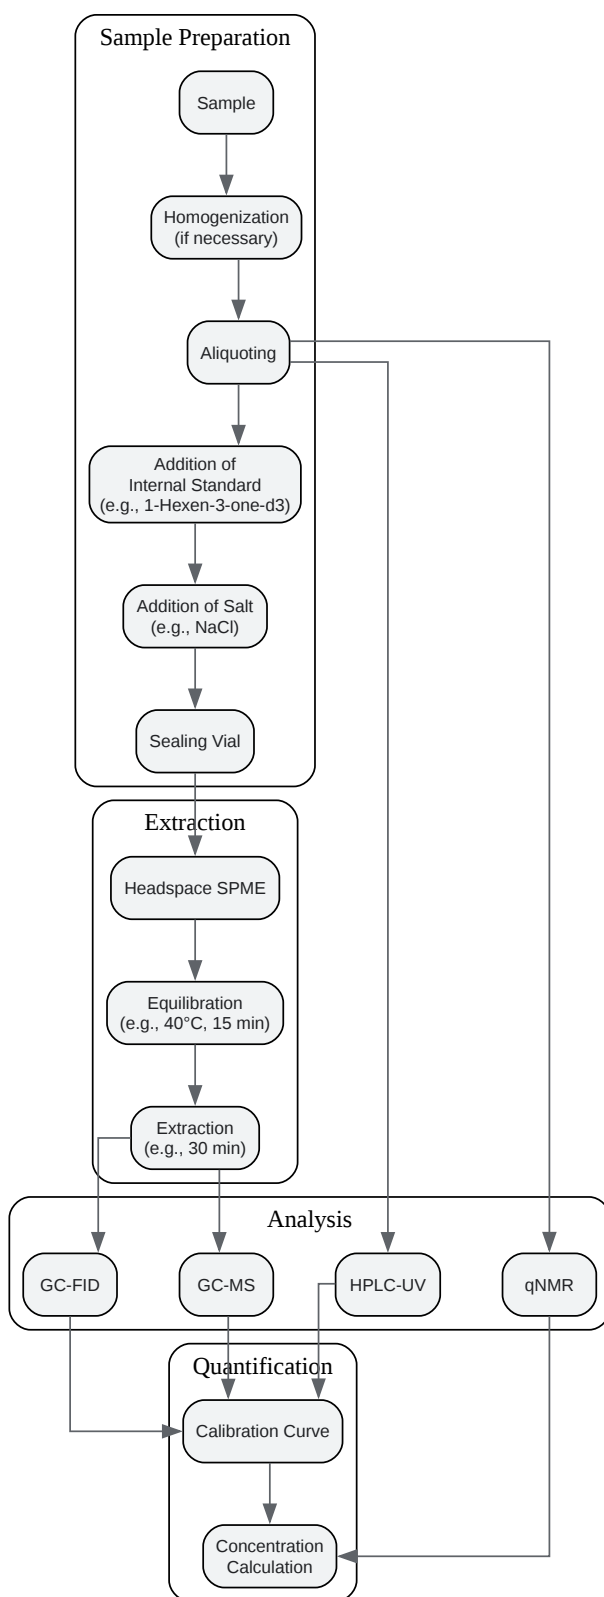 Sample Preparation
Sample
Homogenization
(if necessary)
Aliquoting
Addition of
Internal Standard
(e.g., 1-Hexen-3-one-d3)
Addition of Salt
(e.g., NaCl)
Sealing Vial
Extraction
Headspace SPME
Equilibration
(e.g., 40°C, 15 min)
Extraction
(e.g., 30 min)
Analysis
GC-FID
GC-MS
HPLC-UV
qNMR
Quantification
Calibration Curve
Concentration
Calculation